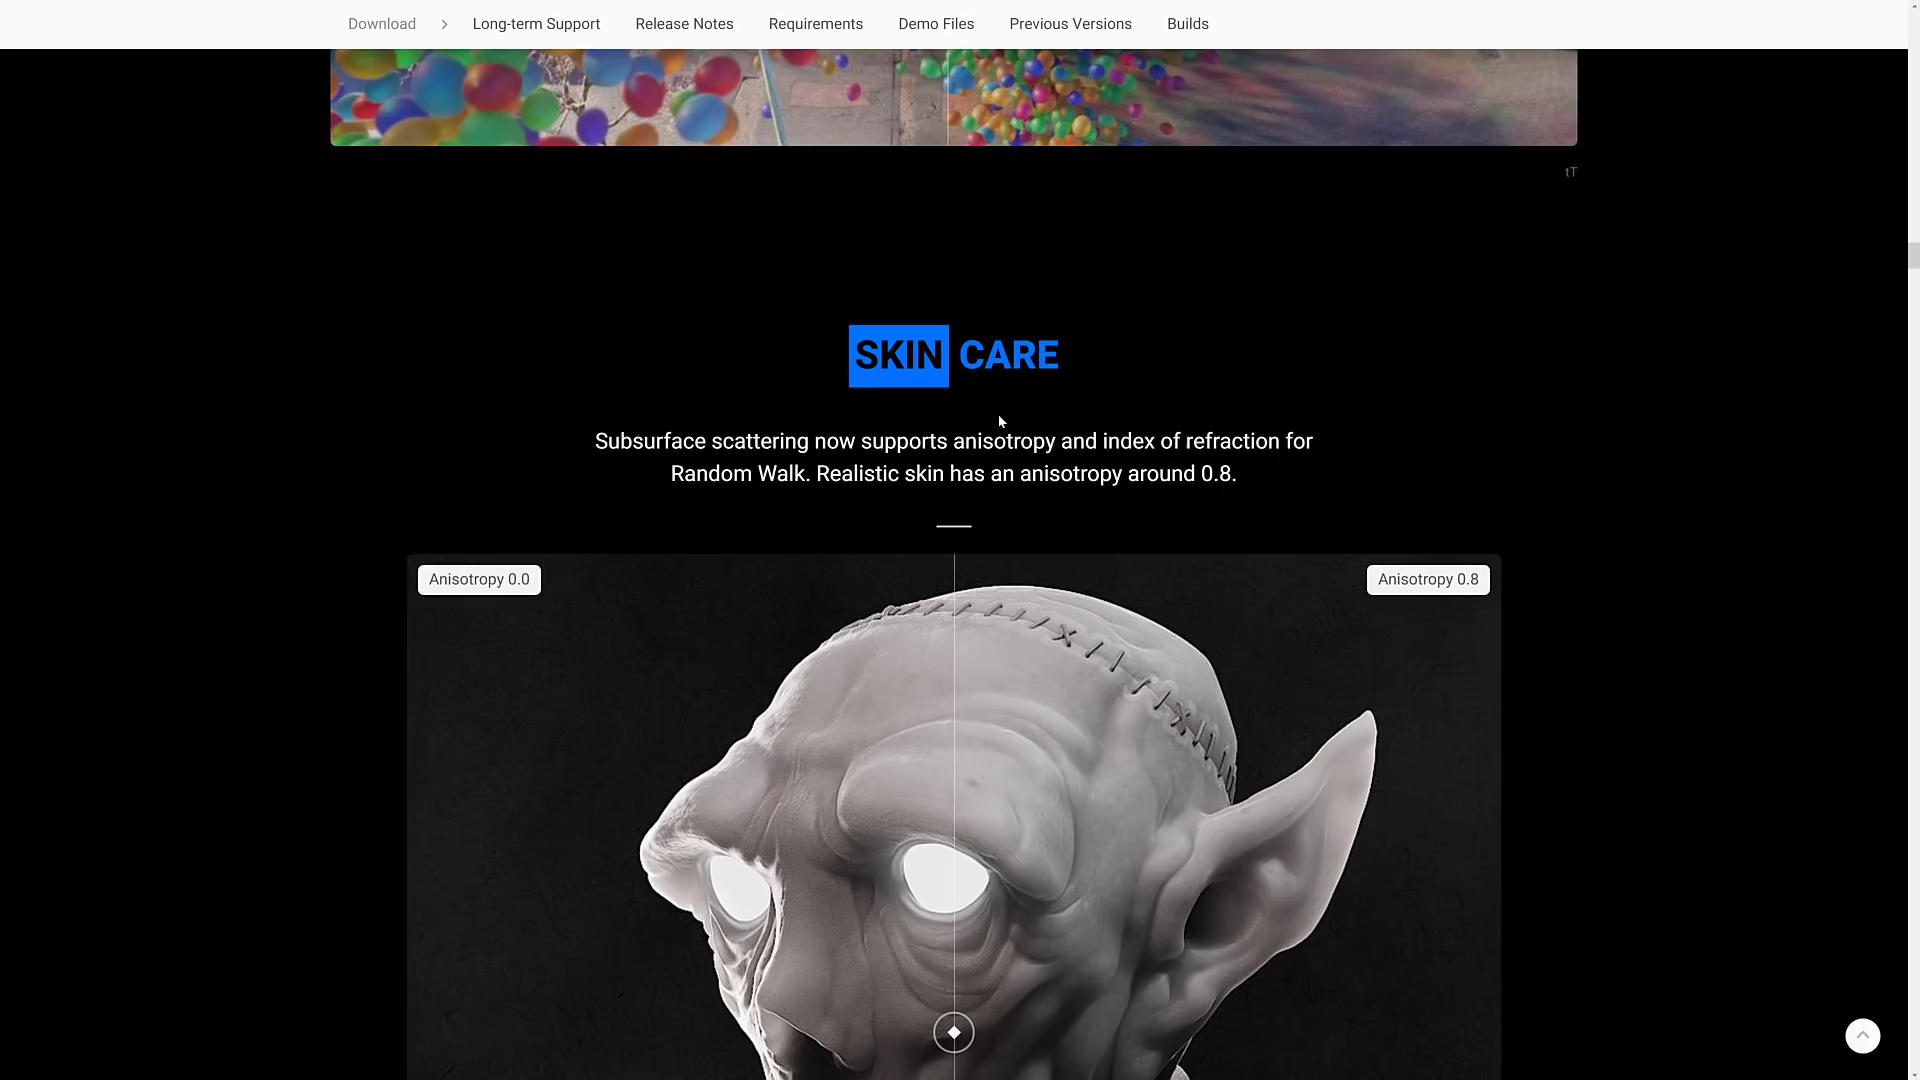 Download > Long-term Support Release Notes Requirements Demo Files Previous Versions Builds
tT
SKIN CARE
Subsurface scattering now supports anisotropy and index of refraction for
Random Walk. Realistic skin has an anisotropy around 0.8.
Anisotropy 0.0 Anisotropy 0.8